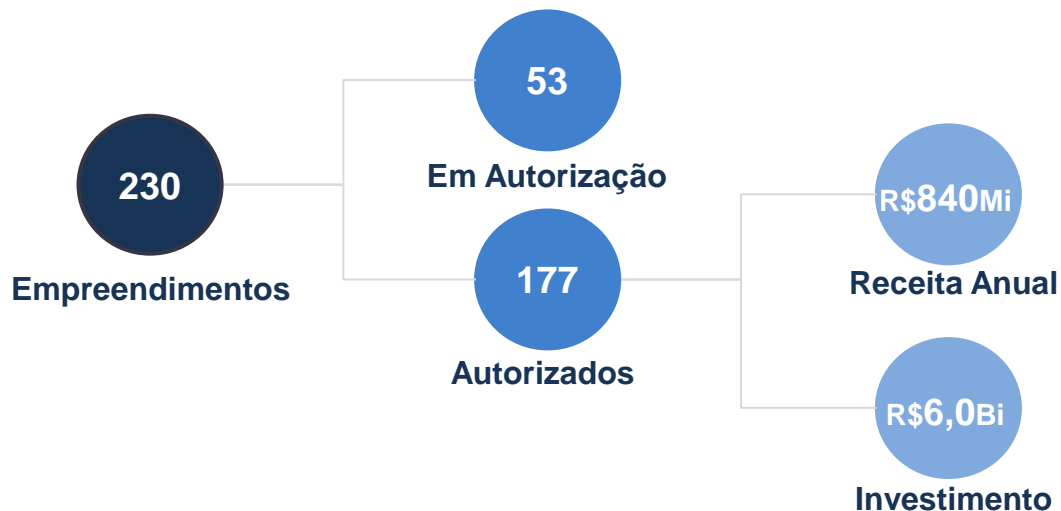 230
Empreendimentos
53
Em Autorização
177
Autorizados
R$840Mi
Receita Anual
R$6,0Bi
Investimento